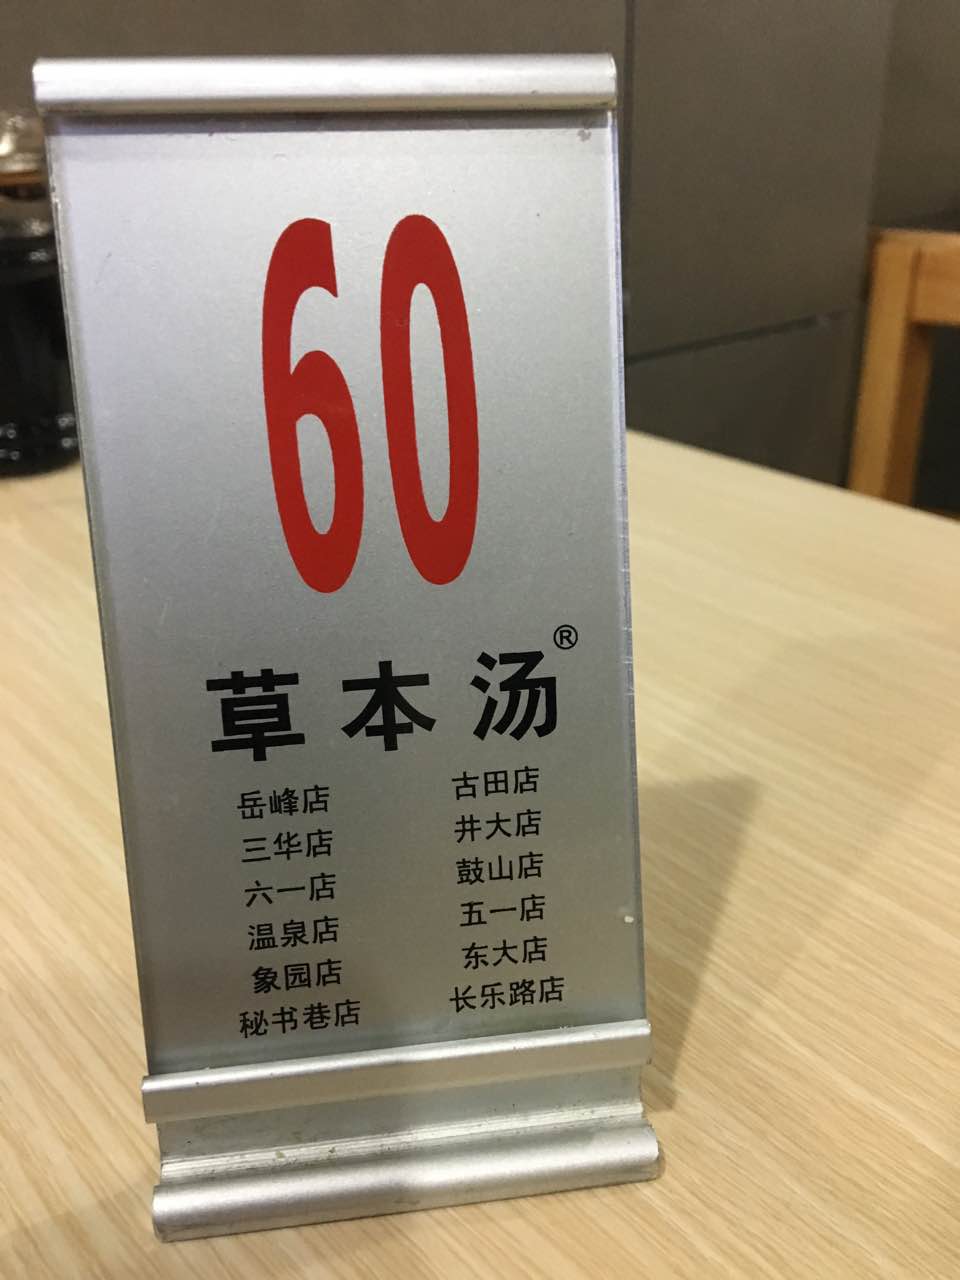 60
草本汤®
岳峰店 古田店
三华店 井大店
六一店 鼓山店
温泉店 五一店
象园店 东大店
秘书巷店 长乐路店